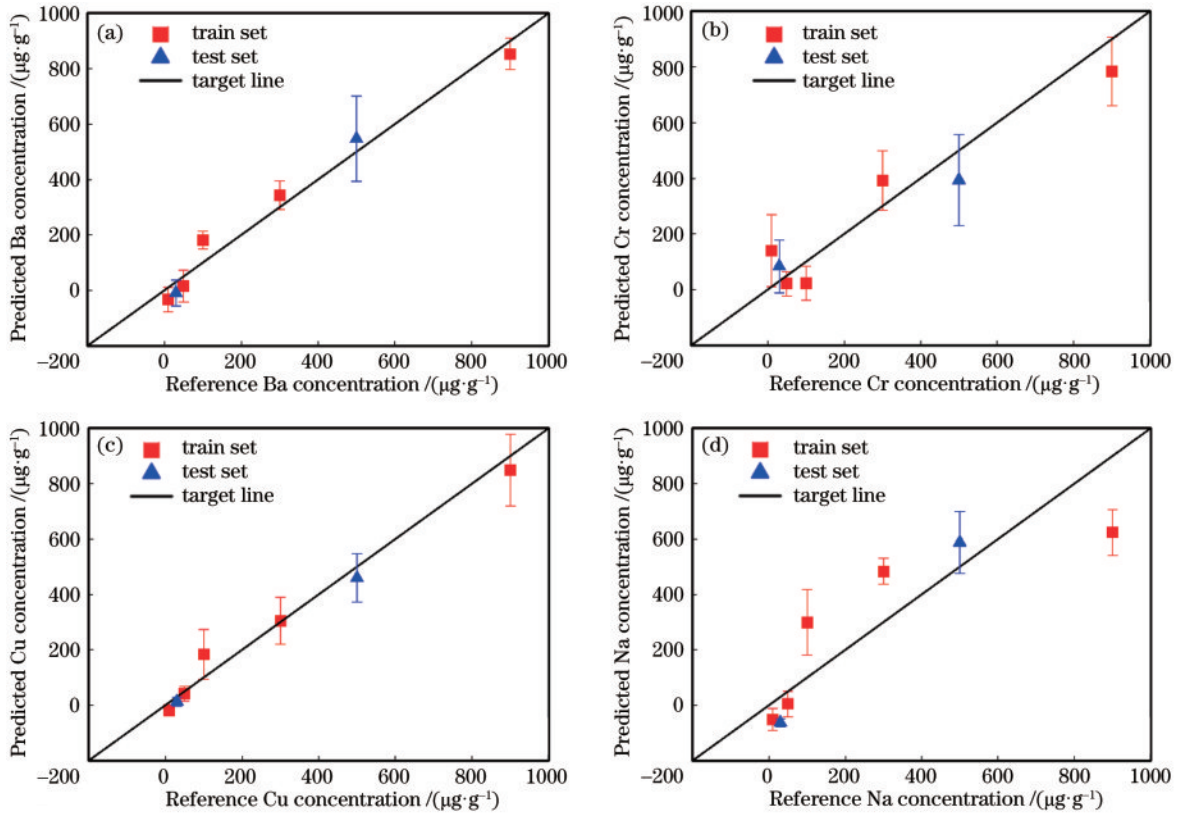 (a)
train set
test set
target line
Predicted Ba concentration /(μg·g⁻¹)
1000
800
600
400
200
0
−200
0 200 400 600 800 1000
Reference Ba concentration /(μg·g⁻¹)
(b)
train set
test set
target line
Predicted Cr concentration /(μg·g⁻¹)
1000
800
600
400
200
0
−200
0 200 400 600 800 1000
Reference Cr concentration /(μg·g⁻¹)
(c)
train set
test set
target line
Predicted Cu concentration /(μg·g⁻¹)
1000
800
600
400
200
0
−200
0 200 400 600 800 1000
Reference Cu concentration /(μg·g⁻¹)
(d)
train set
test set
target line
Predicted Na concentration /(μg·g⁻¹)
1000
800
600
400
200
0
−200
0 200 400 600 800 1000
Reference Na concentration /(μg·g⁻¹)